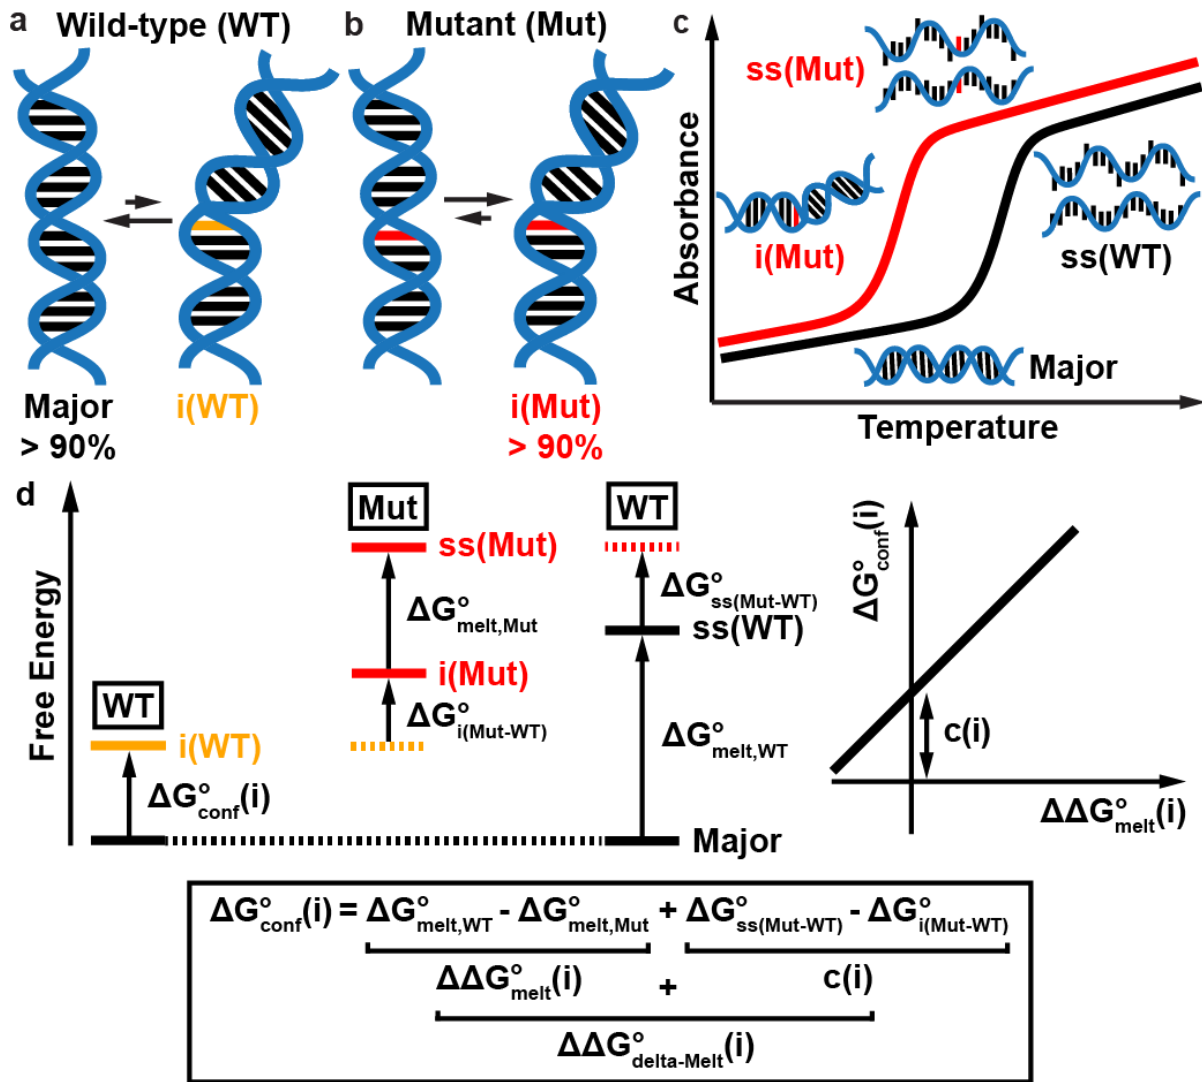 a Wild-type (WT)
b Mutant (Mut)
Major
> 90%
i(WT)
i(Mut)
> 90%
c
Absorbance
ss(Mut)
i(Mut)
ss(WT)
Major
Temperature
d
Free Energy
WT
i(WT)
ΔG°conf(i)
Mut
ss(Mut)
ΔG°melt,Mut
i(Mut)
ΔG°i(Mut-WT)
WT
ΔG°ss(Mut-WT)
ss(WT)
ΔG°melt,WT
Major
ΔG°conf(i)
c(i)
ΔΔG°melt(i)
ΔG°conf(i) = ΔG°melt,WT - ΔG°melt,Mut + ΔG°ss(Mut-WT) - ΔG°i(Mut-WT)
ΔΔG°melt(i) + c(i)
ΔΔG°delta-Melt(i)